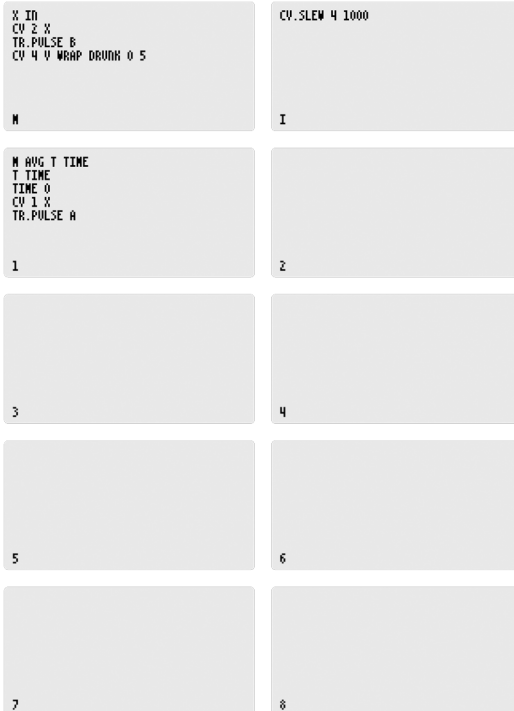 X IN
CV 2 X
TR.PULSE B
CV 4 V WRAP DRUNK 0 5
M
CV.SLEW 4 1000
I
M AVG T TIME
T TIME
TIME 0
CV 1 X
TR.PULSE A
1
2
3
4
5
6
7
8